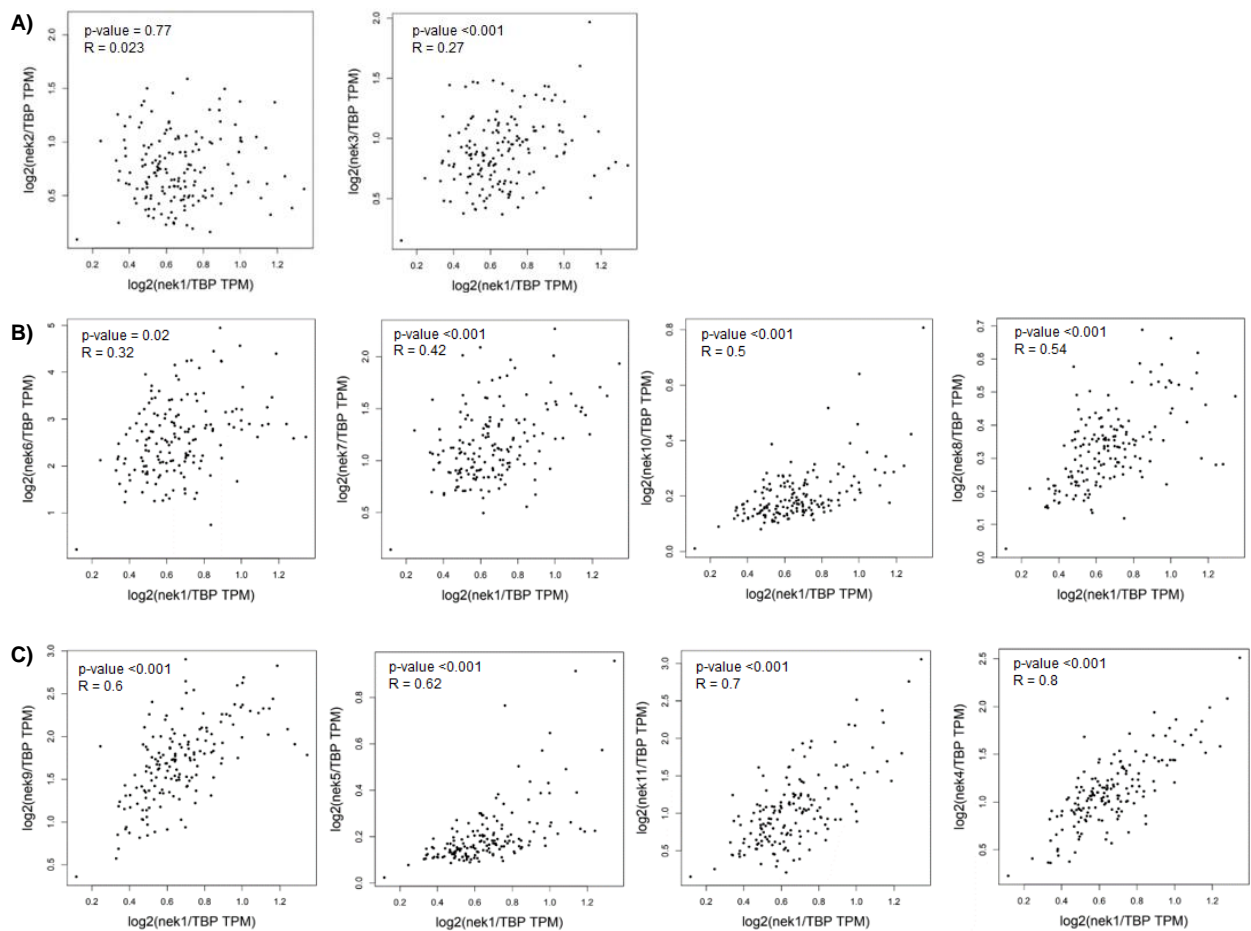 A)
p-value = 0.77
R = 0.023
log2(nek2/TBP TPM)
2.0
1.5
1.0
0.5
0.2 0.4 0.6 0.8 1.0 1.2
log2(nek1/TBP TPM)
p-value <0.001
R = 0.27
log2(nek3/TBP TPM)
2.0
1.5
1.0
0.5
0.2 0.4 0.6 0.8 1.0 1.2
log2(nek1/TBP TPM)
B)
p-value = 0.02
R = 0.32
log2(nek6/TBP TPM)
5
4
3
2
1
0.2 0.4 0.6 0.8 1.0 1.2
log2(nek1/TBP TPM)
p-value <0.001
R = 0.42
log2(nek7/TBP TPM)
2.0
1.5
1.0
0.5
0.2 0.4 0.6 0.8 1.0 1.2
log2(nek1/TBP TPM)
p-value <0.001
R = 0.5
log2(nek10/TBP TPM)
0.8
0.6
0.4
0.2
0.0
0.2 0.4 0.6 0.8 1.0 1.2
log2(nek1/TBP TPM)
p-value <0.001
R = 0.54
log2(nek8/TBP TPM)
0.7
0.6
0.5
0.4
0.3
0.2
0.1
0.0
0.2 0.4 0.6 0.8 1.0 1.2
log2(nek1/TBP TPM)
C)
p-value <0.001
R = 0.6
log2(nek9/TBP TPM)
3.0
2.5
2.0
1.5
1.0
0.5
0.2 0.4 0.6 0.8 1.0 1.2
log2(nek1/TBP TPM)
p-value <0.001
R = 0.62
log2(nek5/TBP TPM)
0.8
0.6
0.4
0.2
0.0
0.2 0.4 0.6 0.8 1.0 1.2
log2(nek1/TBP TPM)
p-value <0.001
R = 0.7
log2(nek11/TBP TPM)
3.0
2.5
2.0
1.5
1.0
0.5
0.2 0.4 0.6 0.8 1.0 1.2
log2(nek1/TBP TPM)
p-value <0.001
R = 0.8
log2(nek4/TBP TPM)
2.5
2.0
1.5
1.0
0.5
0.2 0.4 0.6 0.8 1.0 1.2
log2(nek1/TBP TPM)